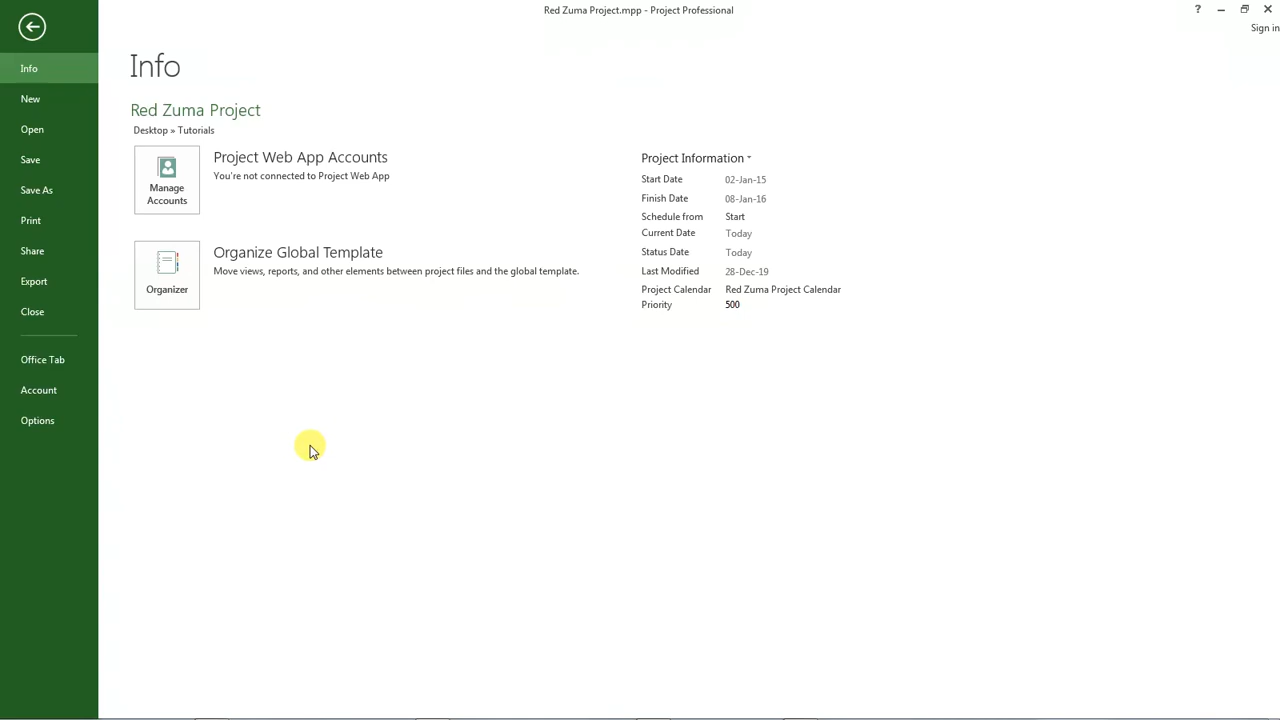 Red Zuma Project.mpp - Project Professional
?
Sign in
Info
New
Open
Save
Save As
Print
Share
Export
Close
Office Tab
Account
Options
Info
Red Zuma Project
Desktop » Tutorials
Manage
Accounts
Project Web App Accounts
You're not connected to Project Web App
Organizer
Organize Global Template
Move views, reports, and other elements between project files and the global template.
Project Information
Start Date 02-Jan-15
Finish Date 08-Jan-16
Schedule from Start
Current Date Today
Status Date Today
Last Modified 28-Dec-19
Project Calendar Red Zuma Project Calendar
Priority 500